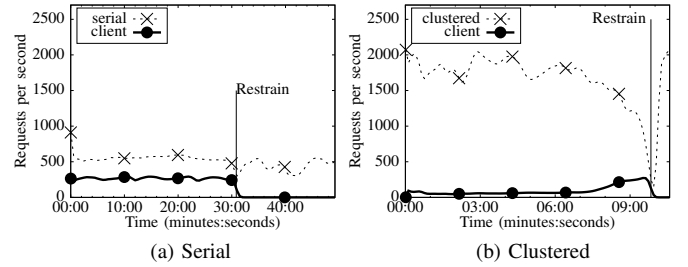 2500
2000
1500
1000
500
0
Requests per second
serial
client
Restrain
00:00 10:00 20:00 30:00 40:00
Time (minutes:seconds)
(a) Serial
2500
2000
1500
1000
500
0
Requests per second
clustered
client
Restrain
00:00 03:00 06:00 09:00
Time (minutes:seconds)
(b) Clustered